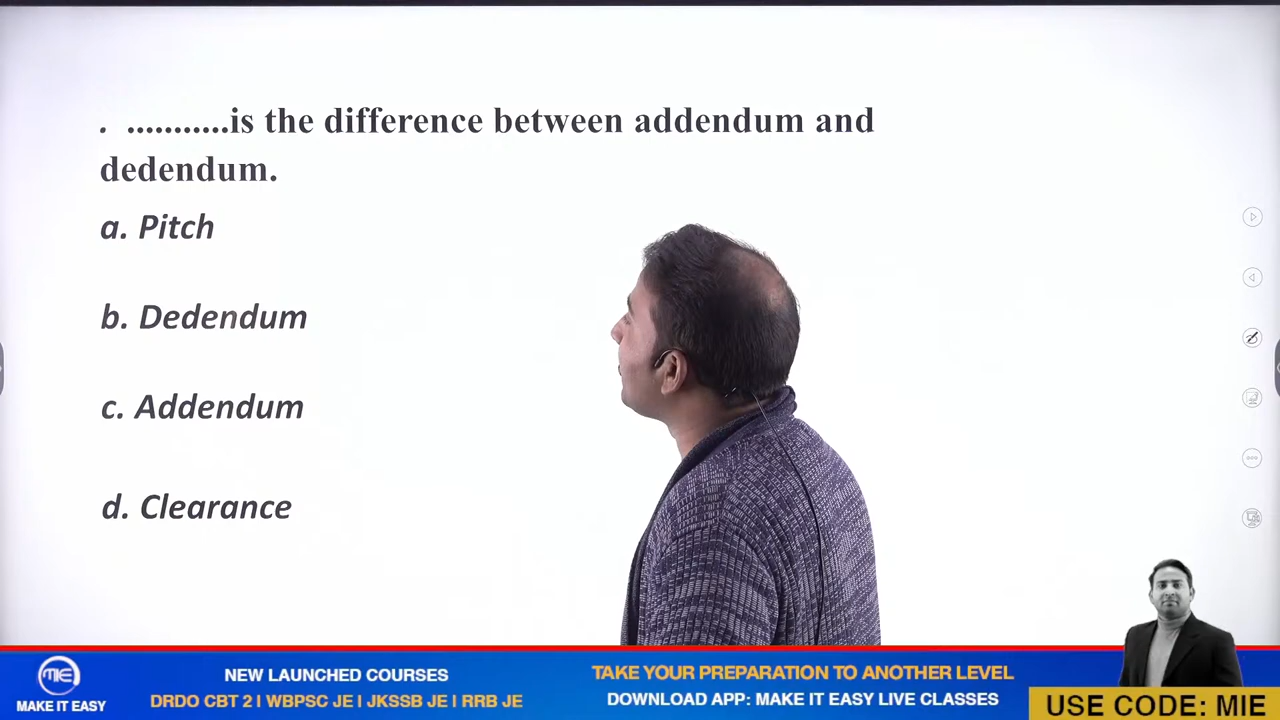 . ...........is the difference between addendum and
dedendum.
a. Pitch
b. Dedendum
c. Addendum
d. Clearance
MIE
MAKE IT EASY
NEW LAUNCHED COURSES
DRDO CBT 2 I WBPSC JE I JKSSB JE I RRB JE
TAKE YOUR PREPARATION TO ANOTHER LEVEL
DOWNLOAD APP: MAKE IT EASY LIVE CLASSES
USE CODE: MIE